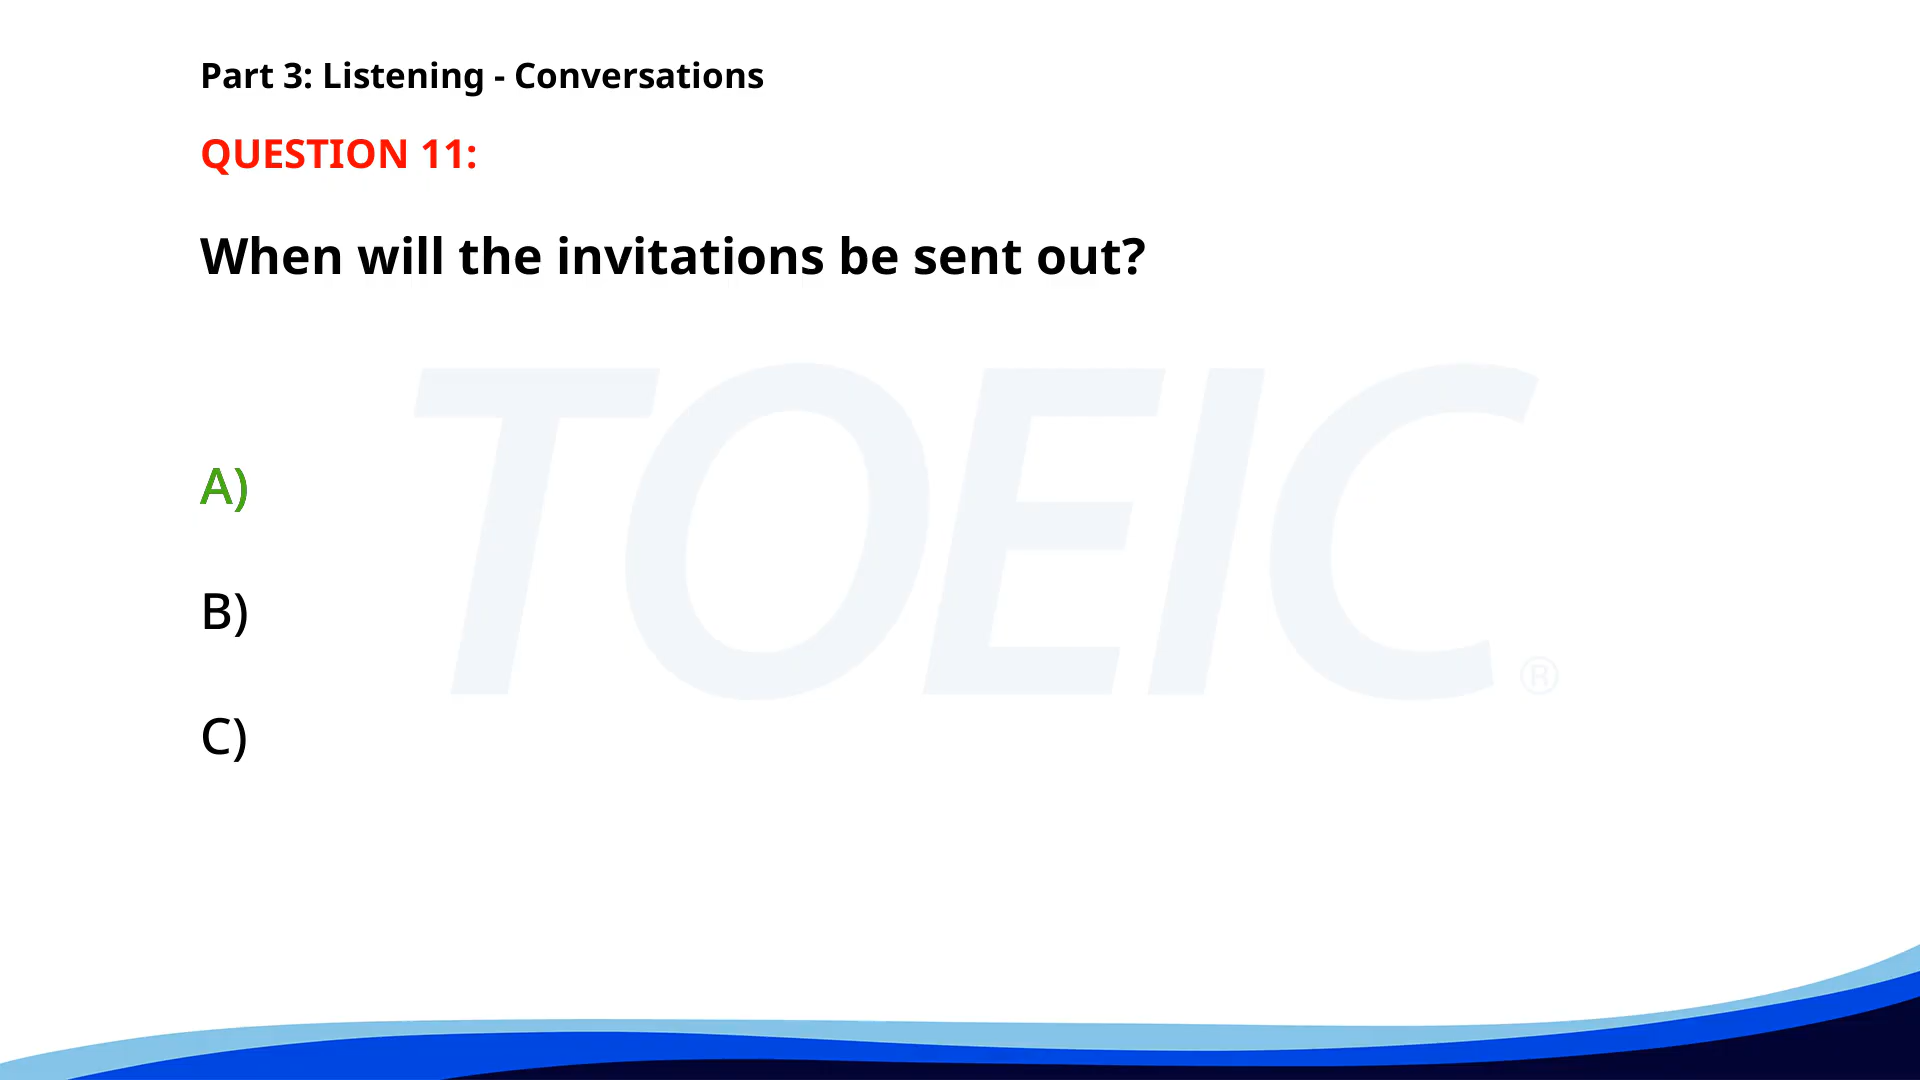 Part 3: Listening - Conversations
QUESTION 11:
When will the invitations be sent out?
TOEIC®
A)
B)
C)